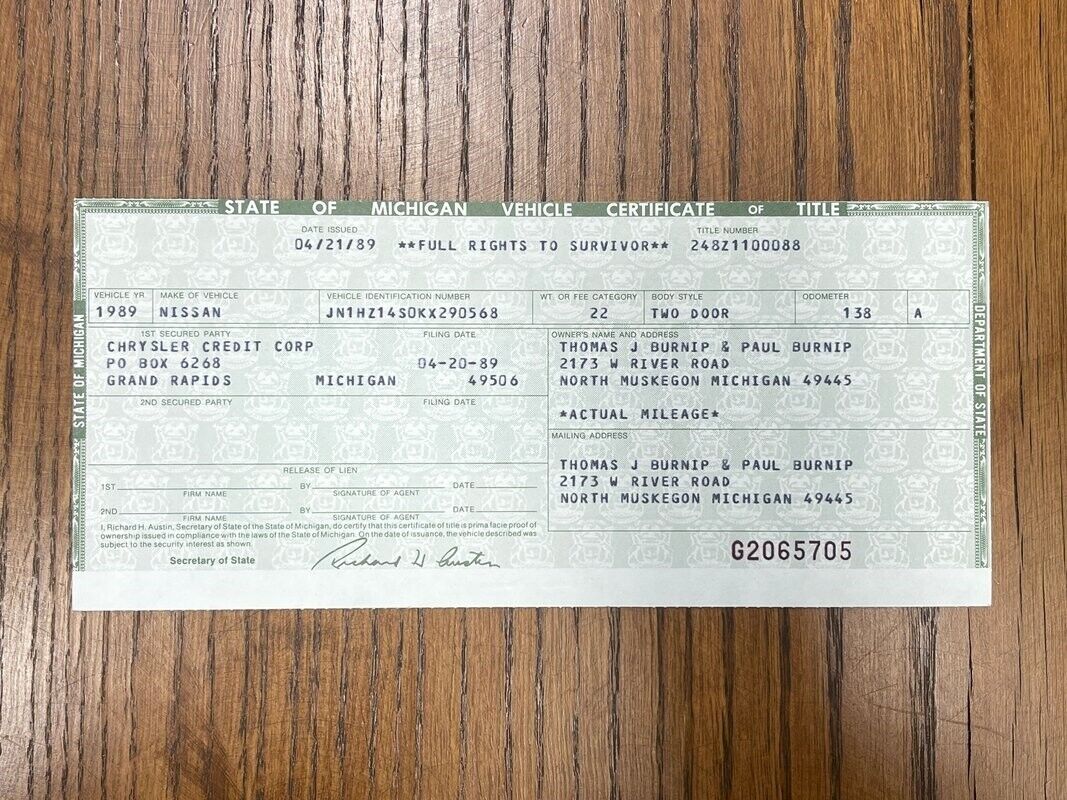 STATE OF MICHIGAN VEHICLE CERTIFICATE OF TITLE
DATE ISSUED TITLE NUMBER
04/21/89 **FULL RIGHTS TO SURVIVOR** 248Z1100088
VEHICLE YR MAKE OF VEHICLE VEHICLE IDENTIFICATION NUMBER WT. OR FEE CATEGORY BODY STYLE ODOMETER
1989 NISSAN JN1HZ14S0KX290568 22 TWO DOOR 138 A
1ST SECURED PARTY FILING DATE
CHRYSLER CREDIT CORP
PO BOX 6268 04-20-89
GRAND RAPIDS MICHIGAN 49506
2ND SECURED PARTY FILING DATE
OWNER'S NAME AND ADDRESS
THOMAS J BURNIP & PAUL BURNIP
2173 W RIVER ROAD
NORTH MUSKEGON MICHIGAN 49445
*ACTUAL MILEAGE*
MAILING ADDRESS
THOMAS J BURNIP & PAUL BURNIP
2173 W RIVER ROAD
NORTH MUSKEGON MICHIGAN 49445
RELEASE OF LIEN
1ST BY DATE
FIRM NAME SIGNATURE OF AGENT
2ND BY DATE
FIRM NAME SIGNATURE OF AGENT
I, Richard H. Austin, Secretary of State of the State of Michigan, do certify that this certificate of title is prima facie proof of
ownership issued in compliance with the laws of the State of Michigan. On the date of issuance, the vehicle described was
subject to the security interest as shown.
Secretary of State Richard H Austin
G2065705
STATE OF MICHIGAN
DEPARTMENT OF STATE